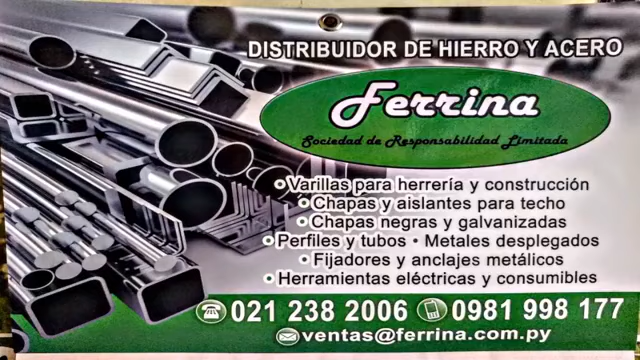 DISTRIBUIDOR DE HIERRO Y ACERO
Ferrina
Sociedad de Responsabilidad Limitada
• Varillas para herrería y construcción
• Chapas y aislantes para techo
• Chapas negras y galvanizadas
• Perfiles y tubos • Metales desplegados
• Fijadores y anclajes metálicos
• Herramientas eléctricas y consumibles
021 238 2006 0981 998 177
ventas@ferrina.com.py